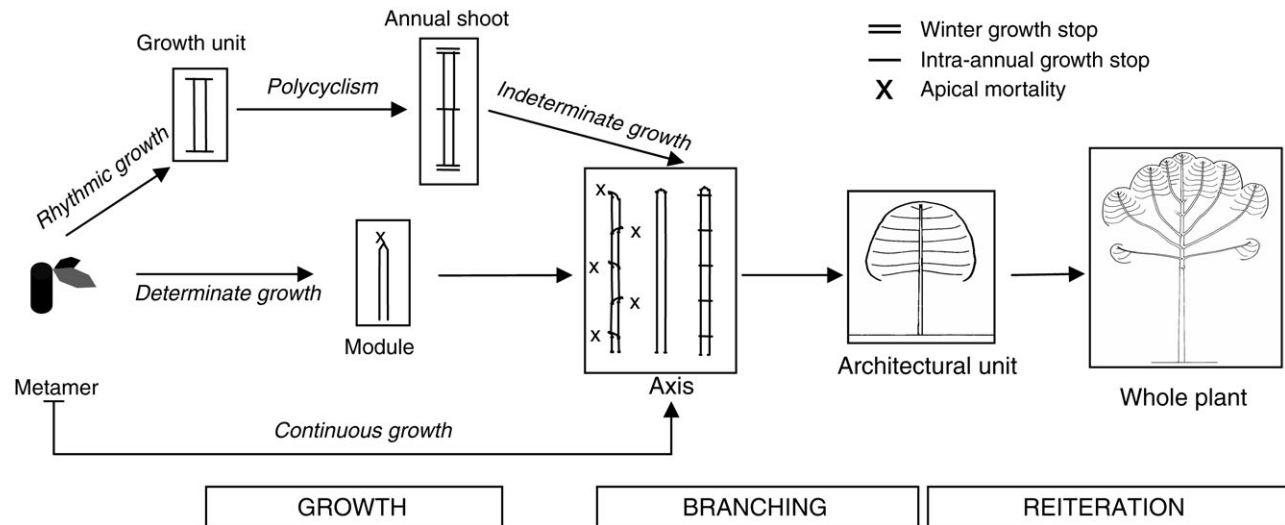 Annual shoot
Growth unit
Winter growth stop
Intra-annual growth stop
X Apical mortality
Polycyclism
Indeterminate growth
Rhythmic growth
X
X
X
X
X
X
Determinate growth
Module
Metamer
Axis
Architectural unit
Whole plant
Continuous growth
GROWTH
BRANCHING
REITERATION